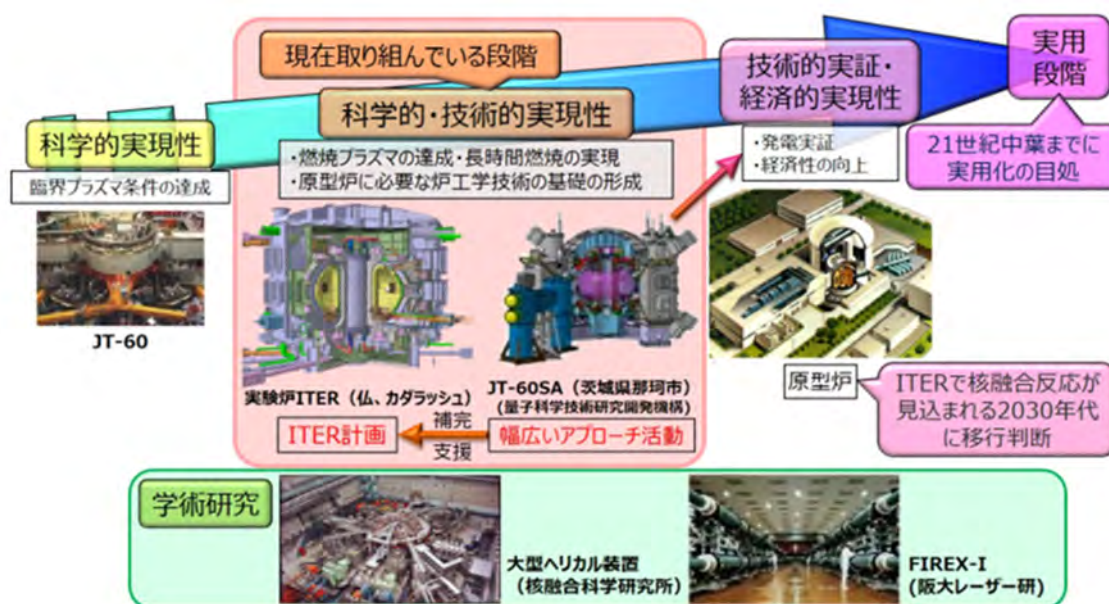 現在取り組んでいる段階
科学的実現性
臨界プラズマ条件の達成
JT-60
科学的・技術的実現性
・燃焼プラズマの達成・長時間燃焼の実現
・原型炉に必要な炉工学技術の基礎の形成
実験炉ITER（仏、カダラッシュ）
ITER計画
補完
支援
JT-60SA（茨城県那珂市）
(量子科学技術研究開発機構)
幅広いアプローチ活動
技術的実証・
経済的実現性
・発電実証
・経済性の向上
原型炉
ITERで核融合反応が
見込まれる2030年代
に移行判断
実用
段階
21世紀中葉までに
実用化の目処
学術研究
大型ヘリカル装置
（核融合科学研究所）
FIREX-I
(阪大レーザー研)